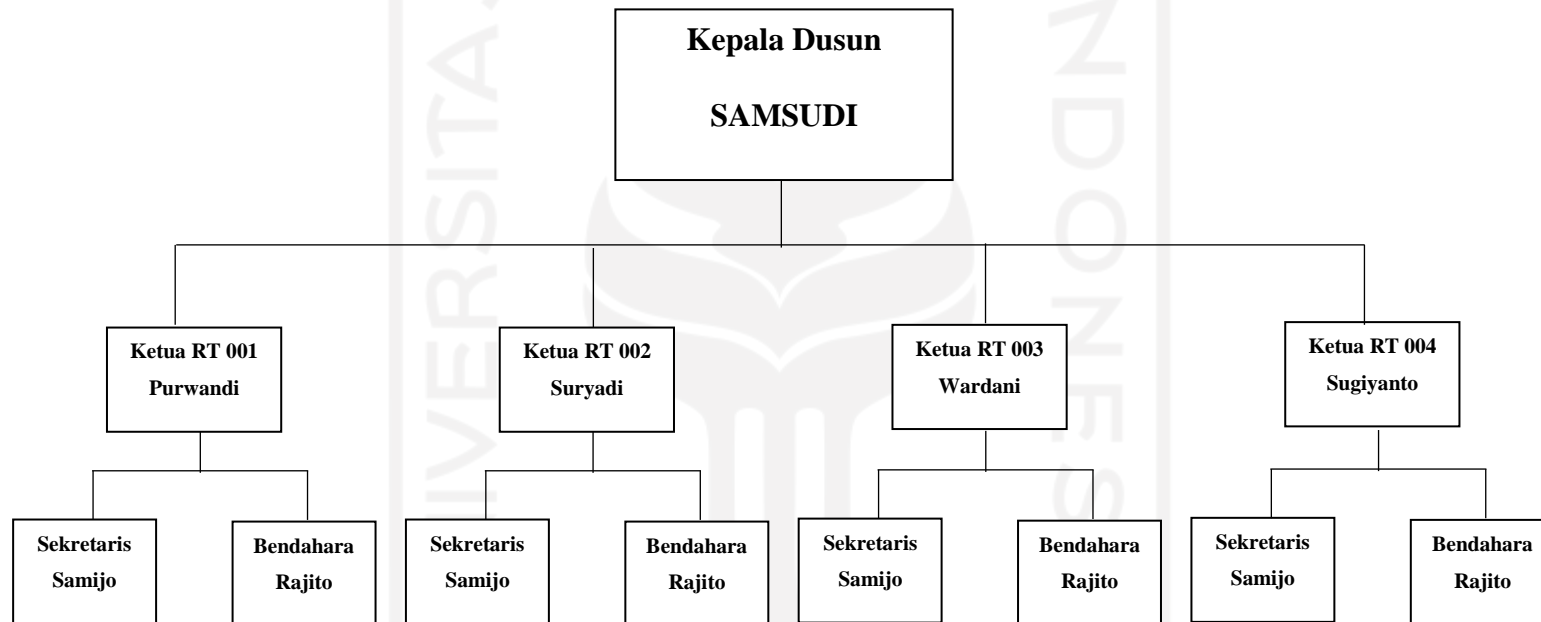 Kepala Dusun
SAMSUDI
Ketua RT 001
Purwandi
Ketua RT 002
Suryadi
Ketua RT 003
Wardani
Ketua RT 004
Sugiyanto
Sekretaris
Samijo
Bendahara
Rajito
Sekretaris
Samijo
Bendahara
Rajito
Sekretaris
Samijo
Bendahara
Rajito
Sekretaris
Samijo
Bendahara
Rajito